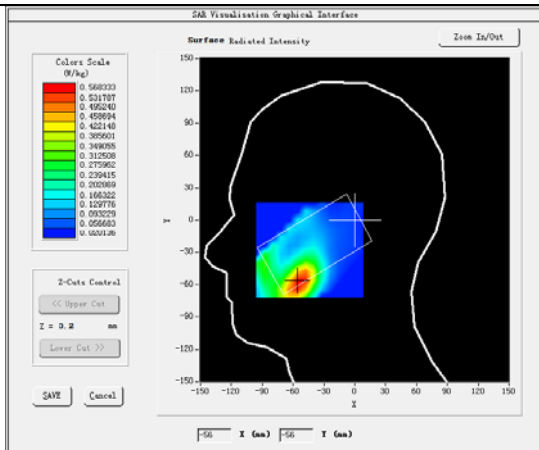 SAR Visualisation Graphical Interface
Surface Radiated Intensity
Zoom In/Out
Colors Scale
(W/kg)
0.568333
0.531787
0.495240
0.458694
0.422148
0.385601
0.349055
0.312508
0.275962
0.239415
0.202869
0.166322
0.129776
0.093229
0.056683
0.020136
Z-Cuts Control
<< Upper Cut
Z = 0.2 mm
Lower Cut >>
SAVE Cancel
150
120
90
60
30
0
-30
-60
-90
-120
-150
Y
-150 -120 -90 -60 -30 0 30 60 90 120 150
X
-56 X (mm) -56 Y (mm)